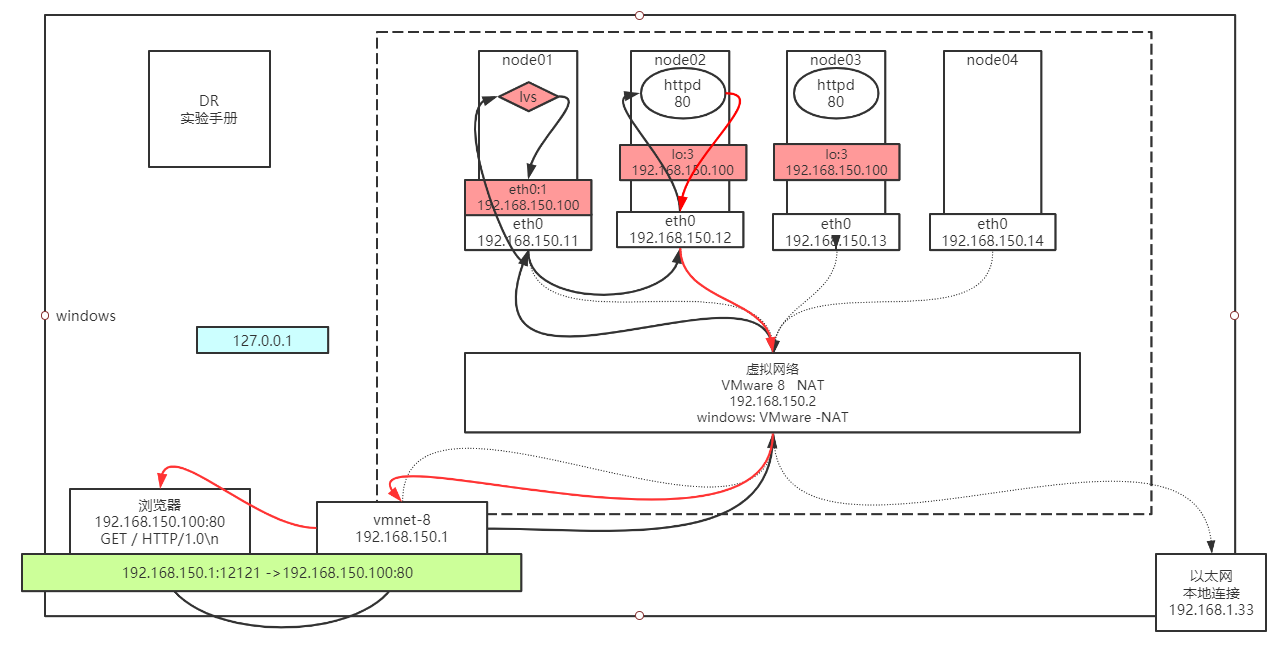 DR
实验手册
node01
lvs
eth0:1
192.168.150.100
eth0
192.168.150.11
node02
httpd
80
lo:3
192.168.150.100
eth0
192.168.150.12
node03
httpd
80
lo:3
192.168.150.100
eth0
192.168.150.13
node04
eth0
192.168.150.14
windows
127.0.0.1
虚拟网络
VMware 8 NAT
192.168.150.2
windows: VMware -NAT
浏览器
192.168.150.100:80
GET / HTTP/1.0\n
vmnet-8
192.168.150.1
192.168.150.1:12121 ->192.168.150.100:80
以太网
本地连接
192.168.1.33